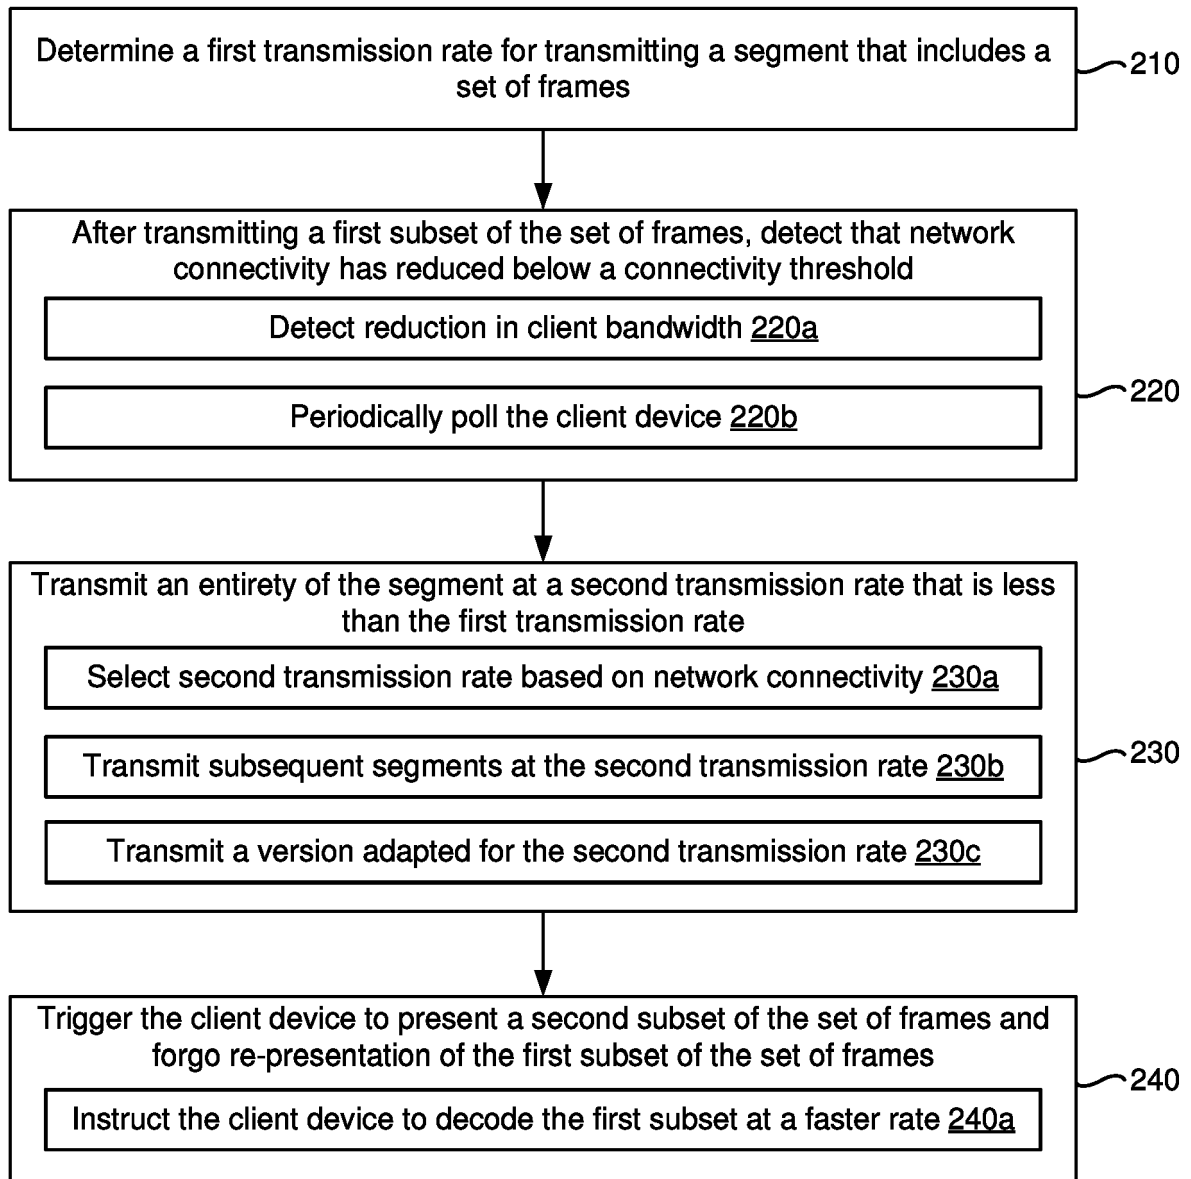 Determine a first transmission rate for transmitting a segment that includes a
set of frames
210
After transmitting a first subset of the set of frames, detect that network
connectivity has reduced below a connectivity threshold
Detect reduction in client bandwidth 220a
Periodically poll the client device 220b
220
Transmit an entirety of the segment at a second transmission rate that is less
than the first transmission rate
Select second transmission rate based on network connectivity 230a
Transmit subsequent segments at the second transmission rate 230b
Transmit a version adapted for the second transmission rate 230c
230
Trigger the client device to present a second subset of the set of frames and
forgo re-presentation of the first subset of the set of frames
Instruct the client device to decode the first subset at a faster rate 240a
240